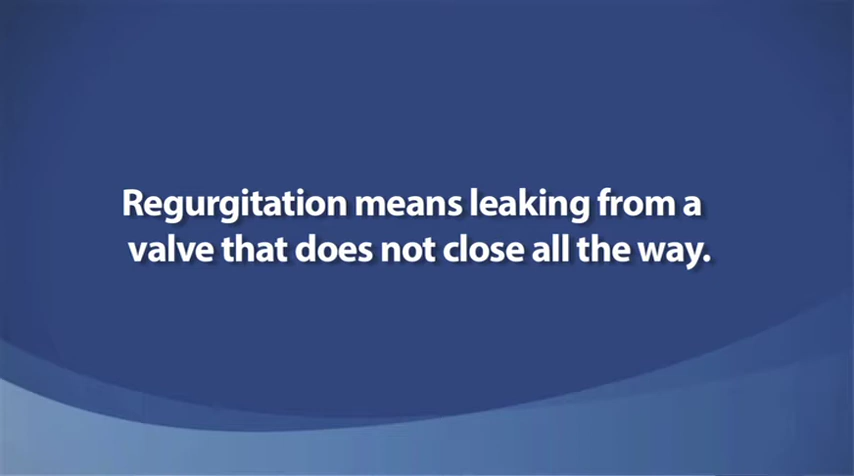 Regurgitation means leaking from a
valve that does not close all the way.